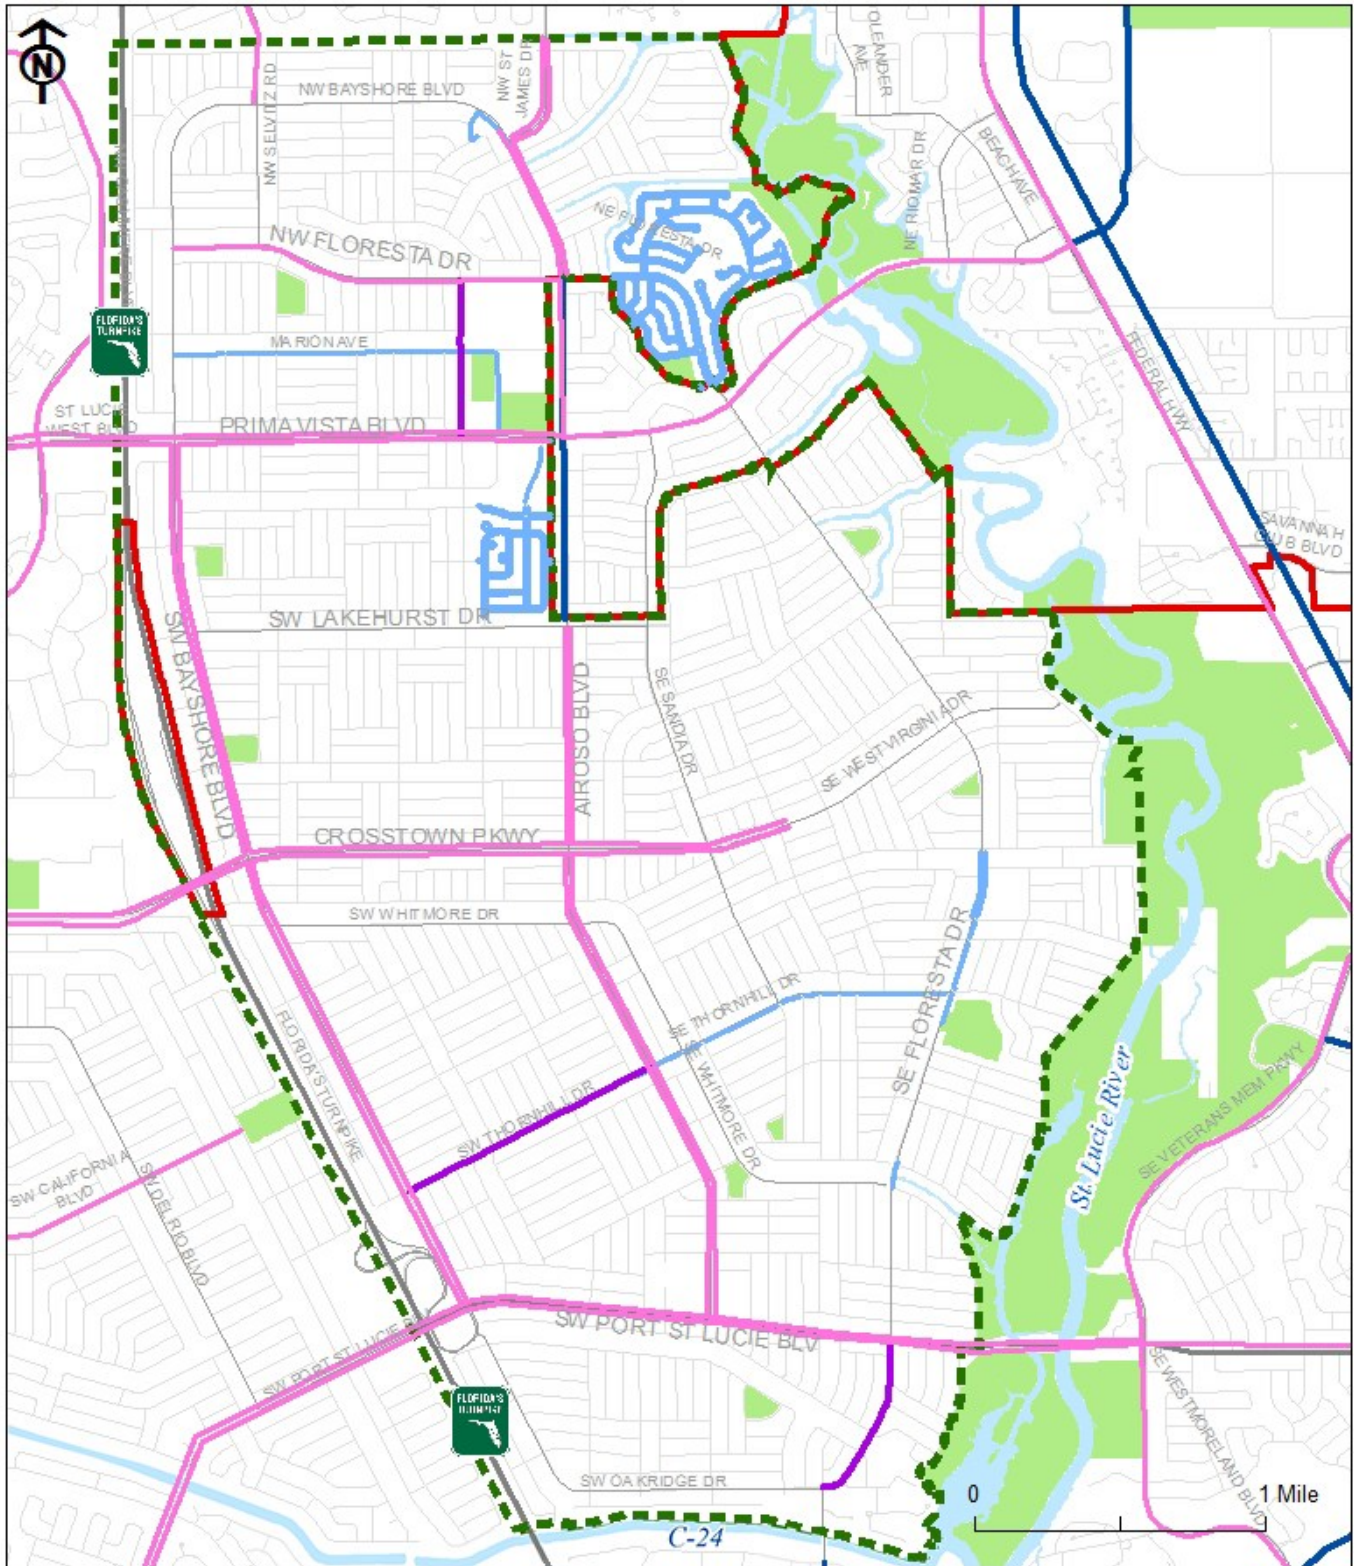 N
OLEANDER
AVE
NW ST
JAMES DR
NW SELVITZ RD
NW BAYSHORE BLVD
BEACH AVE
NE RIOMAR DR
NE FLORESTA DR
NW FLORESTA DR
FLORIDA'S
TURNPIKE
MARION AVE
FEDERAL HWY
ST LUCIE
WEST BLVD
PRIMA VISTA BLVD
SAVANNAH
CLUB BLVD
SW LAKEHURST DR
SW BAYSHORE BLVD
AIROSO BLVD
SE SANDIA DR
SE WEST VIRGINIA DR
CROSSTOWN PKWY
SW WHITMORE DR
SE FLORESTA DR
SE THORNHILL DR
FLORIDA'S TURNPIKE
SE WHITMORE DR
SW THORNHILL DR
St. Lucie River
SE VETERANS MEM PKWY
SW CALIFORNIA
BLVD
SW DEL RIO BLVD
SW PORT ST LUCIE BLV
SW PORT ST LUCIE
SE WESTMORELAND BLVD
FLORIDA'S
TURNPIKE
SW OAKRIDGE DR
0
1 Mile
C-24